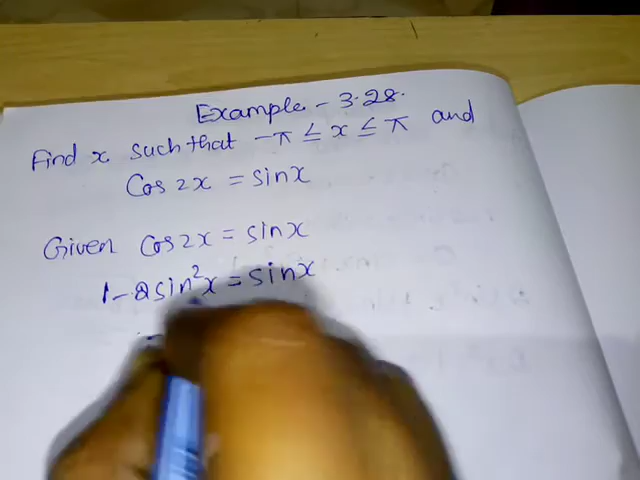 Example - 3.28.
Find x such that -π ≤ x ≤ π and
Cos 2x = sinx
Given Cos 2x = sinx
1 - 2sin²x = sinx